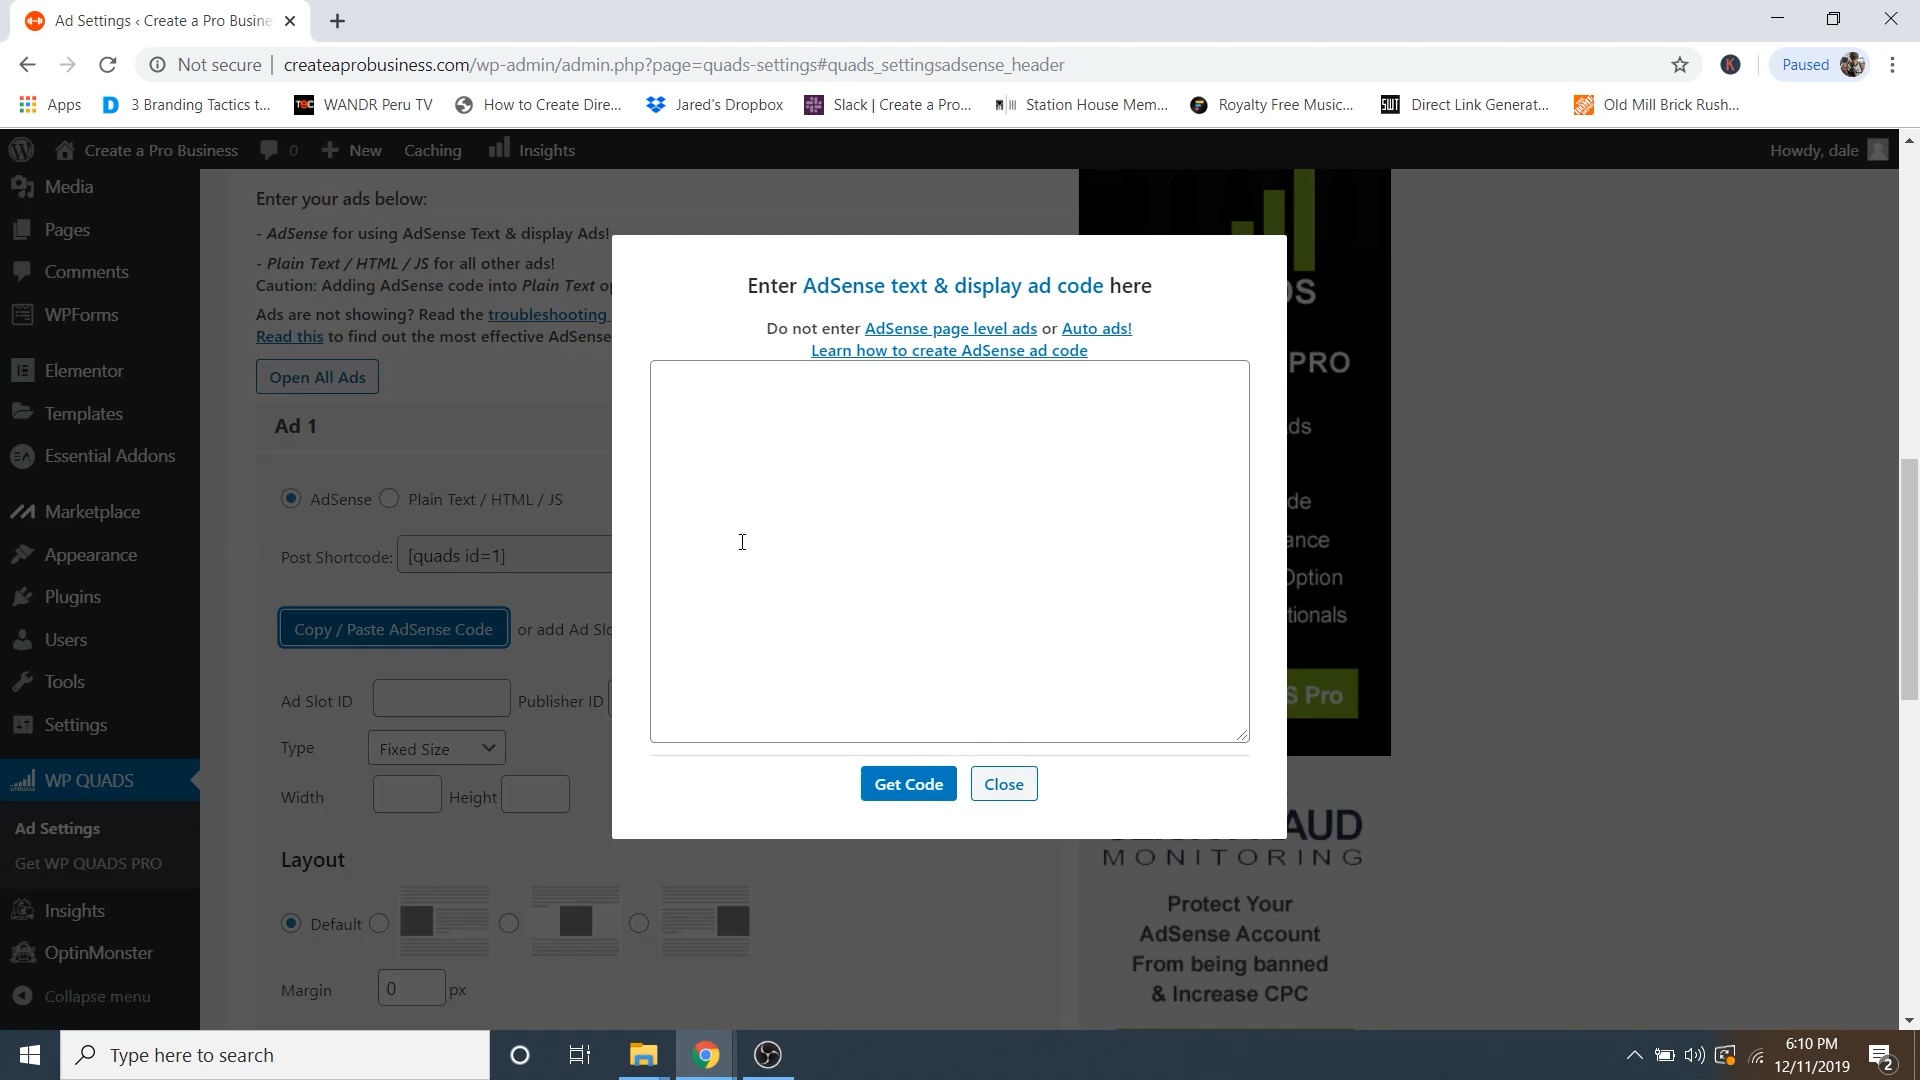 Ad Settings ‹ Create a Pro Busine
Not secure
createaprobusiness.com/wp-admin/admin.php?page=quads-settings#quads_settingsadsense_header
K
Paused
Apps
3 Branding Tactics t...
WANDR Peru TV
How to Create Dire...
Jared's Dropbox
Slack | Create a Pro...
Station House Mem...
Royalty Free Music...
Direct Link Generat...
Old Mill Brick Rush...
Create a Pro Business
0
New
Caching
Insights
Howdy, dale
Media
Pages
Comments
WPForms
Elementor
Templates
Essential Addons
Marketplace
Appearance
Plugins
Users
Tools
Settings
WP QUADS
Ad Settings
Get WP QUADS PRO
Insights
OptinMonster
Collapse menu
Enter your ads below:
- AdSense for using AdSense Text & display Ads!
- Plain Text / HTML / JS for all other ads!
Caution: Adding AdSense code into Plain Text op
Ads are not showing? Read the troubleshooting
Read this to find out the most effective AdSense
Open All Ads
Ad 1
AdSense
Plain Text / HTML / JS
Post Shortcode:
[quads id=1]
Copy / Paste AdSense Code
or add Ad Slo
Ad Slot ID
Publisher ID
Type
Fixed Size
Width
Height
Layout
Default
Margin
0
px
Enter AdSense text & display ad code here
Do not enter AdSense page level ads or Auto ads!
Learn how to create AdSense ad code
Get Code
Close
DS
PRO
ds
de
ance
Option
tionals
S Pro
AUD
MONITORING
Protect Your
AdSense Account
From being banned
& Increase CPC
Type here to search
6:10 PM
12/11/2019
2